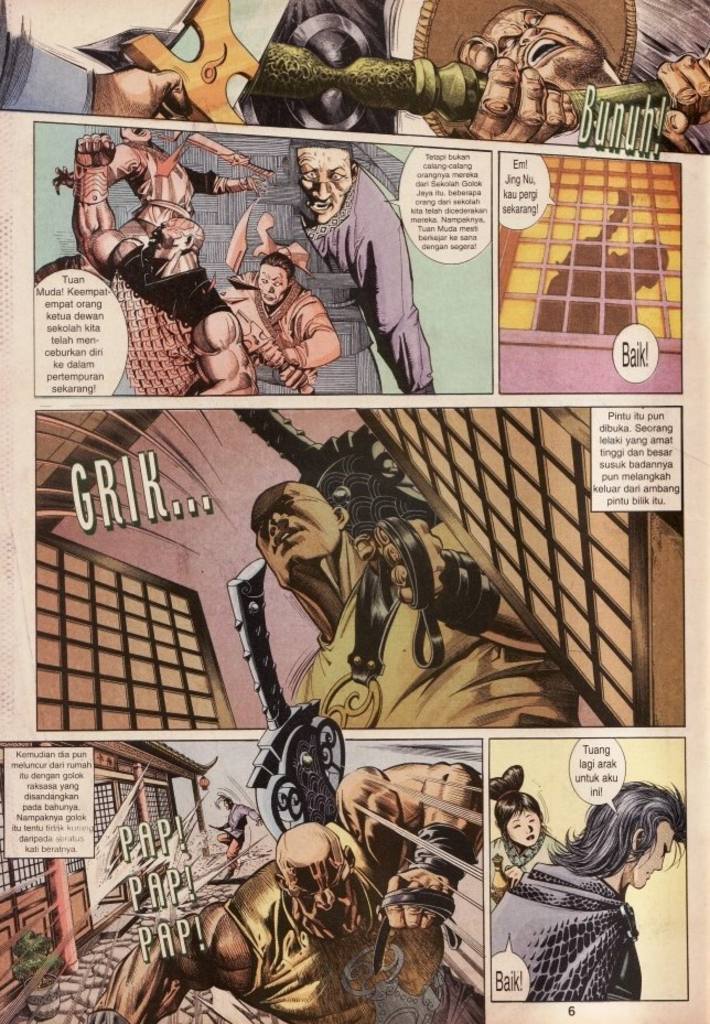 Bunuh!
Tetapi bukan
calang-calang
orangnya mereka
dari Sekolah Golok
Jaya itu. beberapa
orang dari sekolah
kita telah dicederakan
mereka. Nampaknya,
Tuan Muda mesti
berkejar ke sana
dengan segera!
Tuan
Muda! Keempat-
empat orang
ketua dewan
sekolah kita
telah men-
ceburkan diri
ke dalam
pertempuran
sekarang!
Em!
Jing Nu,
kau pergi
sekarang!
Baik!
Pintu itu pun
dibuka. Seorang
lelaki yang amat
tinggi dan besar
susuk badannya
pun melangkah
keluar dari ambang
pintu bilik itu.
GRIK...
Kemudian dia pun
meluncur dari rumah
itu dengan golok
raksasa yang
disandangkan
pada bahunya.
Nampaknya golok
itu tentu tidak kurang
daripada seratus
kati beratnya.
PAP!
PAP!
PAP!
Tuang
lagi arak
untuk aku
ini!
Baik!
6